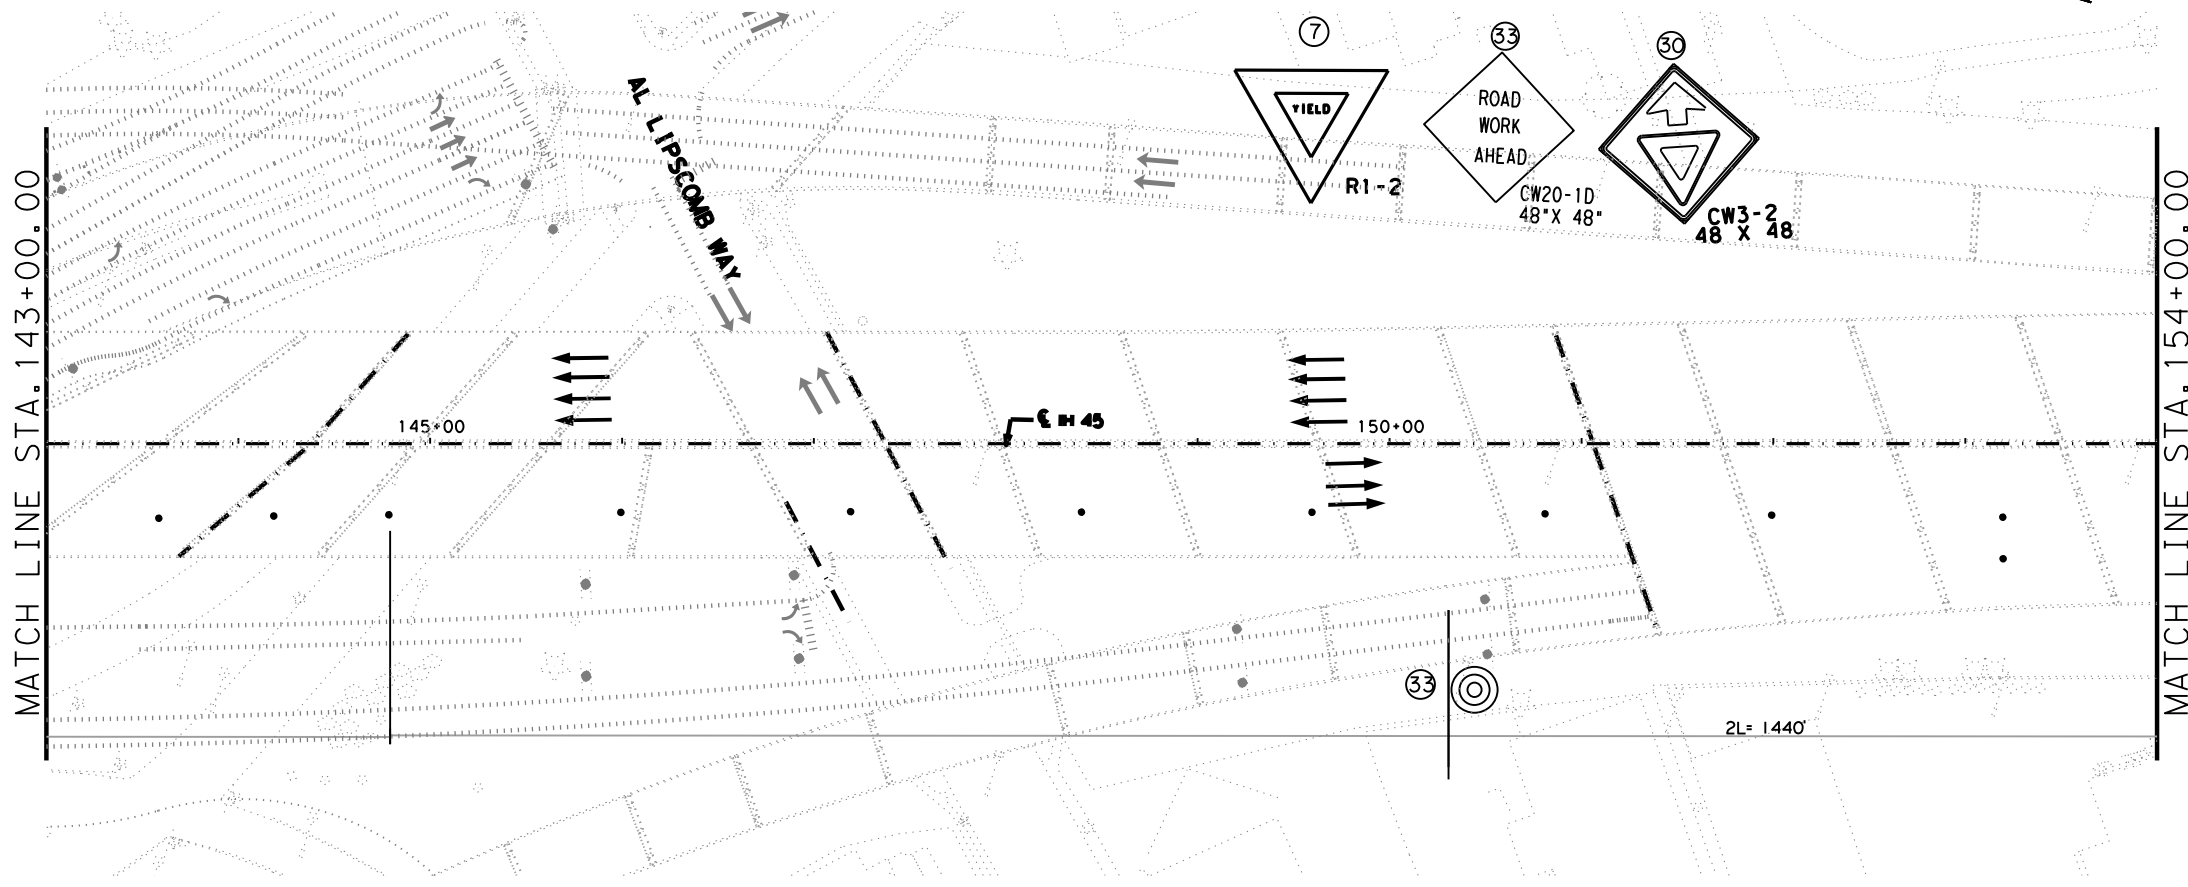 7
33
30
YIELD
R1-2
ROAD
WORK
AHEAD
CW20-1D
48"X 48"
CW3-2
48 X 48
AL LIPSCOMB WAY
MATCH LINE STA. 143+00.00
MATCH LINE STA. 154+00.00
145+00
℄ IH 45
150+00
33
2L= 1440'